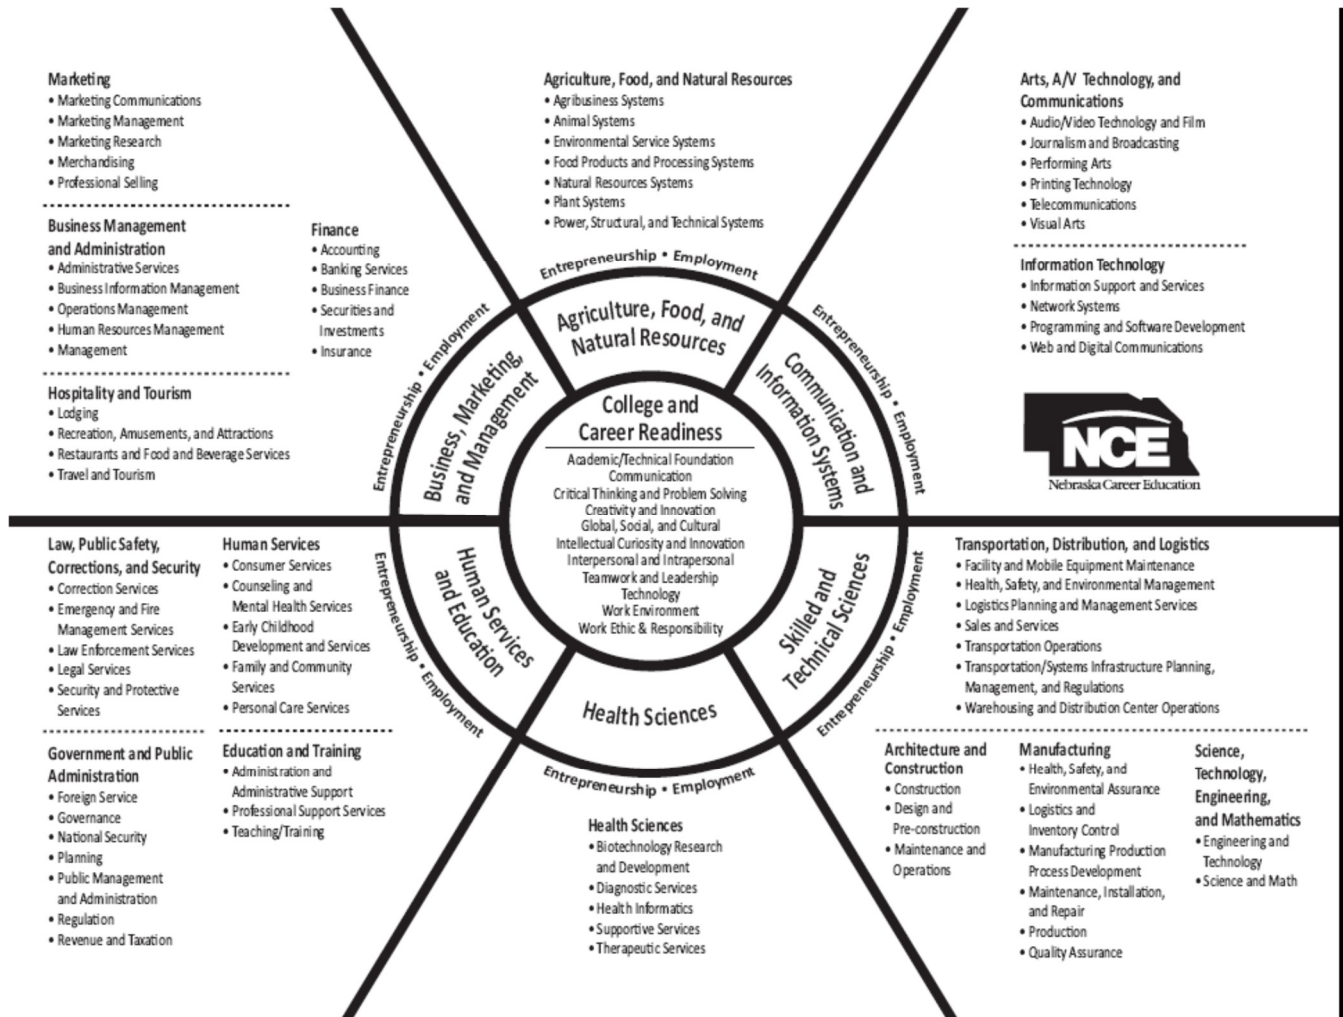 Marketing
• Marketing Communications
• Marketing Management
• Marketing Research
• Merchandising
• Professional Selling
Business Management
and Administration
• Administrative Services
• Business Information Management
• Operations Management
• Human Resources Management
• Management
Finance
• Accounting
• Banking Services
• Business Finance
• Securities and
Investments
• Insurance
Hospitality and Tourism
• Lodging
• Recreation, Amusements, and Attractions
• Restaurants and Food and Beverage Services
• Travel and Tourism
Agriculture, Food, and Natural Resources
• Agribusiness Systems
• Animal Systems
• Environmental Service Systems
• Food Products and Processing Systems
• Natural Resources Systems
• Plant Systems
• Power, Structural, and Technical Systems
Arts, A/V Technology, and
Communications
• Audio/Video Technology and Film
• Journalism and Broadcasting
• Performing Arts
• Printing Technology
• Telecommunications
• Visual Arts
Information Technology
• Information Support and Services
• Network Systems
• Programming and Software Development
• Web and Digital Communications
NCE
Nebraska Career Education
Entrepreneurship • Employment
Agriculture, Food, and
Natural Resources
Entrepreneurship • Employment
Business, Marketing,
and Management
Entrepreneurship • Employment
Communication and
Information Systems
College and
Career Readiness
Academic/Technical Foundation
Communication
Critical Thinking and Problem Solving
Creativity and Innovation
Global, Social, and Cultural
Intellectual Curiosity and Innovation
Interpersonal and Intrapersonal
Teamwork and Leadership
Technology
Work Environment
Work Ethic & Responsibility
Human Services
and Education
Entrepreneurship • Employment
Skilled and
Technical Sciences
Entrepreneurship • Employment
Health Sciences
Entrepreneurship • Employment
Law, Public Safety,
Corrections, and Security
• Correction Services
• Emergency and Fire
Management Services
• Law Enforcement Services
• Legal Services
• Security and Protective
Services
Human Services
• Consumer Services
• Counseling and
Mental Health Services
• Early Childhood
Development and Services
• Family and Community
Services
• Personal Care Services
Government and Public
Administration
• Foreign Service
• Governance
• National Security
• Planning
• Public Management
and Administration
• Regulation
• Revenue and Taxation
Education and Training
• Administration and
Administrative Support
• Professional Support Services
• Teaching/Training
Health Sciences
• Biotechnology Research
and Development
• Diagnostic Services
• Health Informatics
• Supportive Services
• Therapeutic Services
Transportation, Distribution, and Logistics
• Facility and Mobile Equipment Maintenance
• Health, Safety, and Environmental Management
• Logistics Planning and Management Services
• Sales and Services
• Transportation Operations
• Transportation/Systems Infrastructure Planning,
Management, and Regulations
• Warehousing and Distribution Center Operations
Architecture and
Construction
• Construction
• Design and
Pre-construction
• Maintenance and
Operations
Manufacturing
• Health, Safety, and
Environmental Assurance
• Logistics and
Inventory Control
• Manufacturing Production
Process Development
• Maintenance, Installation,
and Repair
• Production
• Quality Assurance
Science,
Technology,
Engineering,
and Mathematics
• Engineering and
Technology
• Science and Math